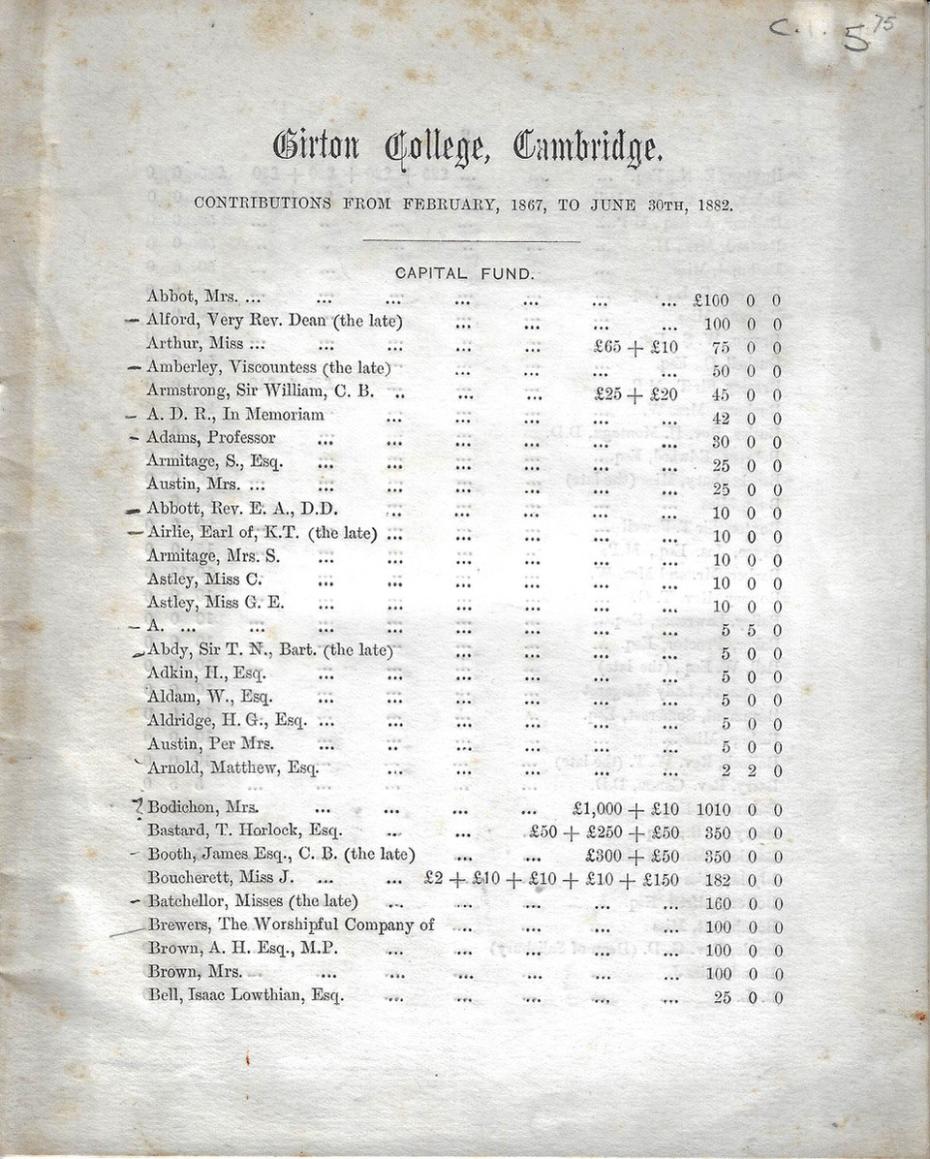 C. . 5 75
Girton College, Cambridge.
CONTRIBUTIONS FROM FEBRUARY, 1867, TO JUNE 30TH, 1882.
CAPITAL FUND.
Abbot, Mrs. ... ... ... ... ... ... ... £100 0 0
Alford, Very Rev. Dean (the late) ... ... ... ... 100 0 0
Arthur, Miss ... ... ... ... ... £65 + £10 75 0 0
Amberley, Viscountess (the late) ... ... ... ... 50 0 0
Armstrong, Sir William, C. B. .. ... ... £25 + £20 45 0 0
A. D. R., In Memoriam ... ... ... ... ... 42 0 0
Adams, Professor ... ... ... ... ... ... 30 0 0
Armitage, S., Esq. ... ... ... ... ... ... 25 0 0
Austin, Mrs. ... ... ... ... ... ... ... 25 0 0
Abbott, Rev. E. A., D.D. ... ... ... ... ... 10 0 0
Airlie, Earl of, K.T. (the late) ... ... ... ... ... 10 0 0
Armitage, Mrs. S. ... ... ... ... ... ... 10 0 0
Astley, Miss C. ... ... ... ... ... ... 10 0 0
Astley, Miss G. E. ... ... ... ... ... ... 10 0 0
A. ... ... ... ... ... ... ... ... 5 5 0
Abdy, Sir T. N., Bart. (the late) ... ... ... ... 5 0 0
Adkin, H., Esq. ... ... ... ... ... ... 5 0 0
Aldam, W., Esq. ... ... ... ... ... ... 5 0 0
Aldridge, H. G., Esq. ... ... ... ... ... ... 5 0 0
Austin, Per Mrs. ... ... ... ... ... ... 5 0 0
Arnold, Matthew, Esq. ... ... ... ... ... 2 2 0
Bodichon, Mrs. ... ... ... ... £1,000 + £10 1010 0 0
Bastard, T. Horlock, Esq. ... ... £50 + £250 + £50 350 0 0
Booth, James Esq., C. B. (the late) ... ... £300 + £50 350 0 0
Boucherett, Miss J. ... ... £2 + £10 + £10 + £10 + £150 182 0 0
Batchellor, Misses (the late) ... ... ... ... ... 160 0 0
Brewers, The Worshipful Company of ... ... ... ... 100 0 0
Brown, A. H. Esq., M.P. ... ... ... ... ... 100 0 0
Brown, Mrs. ... ... ... ... ... ... ... 100 0 0
Bell, Isaac Lowthian, Esq. ... ... ... ... ... 25 0 0